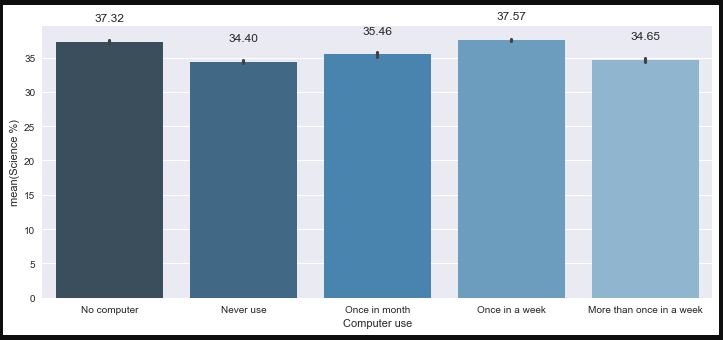 37.32
34.40
35.46
37.57
34.65
mean(Science %)
35
30
25
20
15
10
5
0
No computer
Never use
Once in month
Once in a week
More than once in a week
Computer use